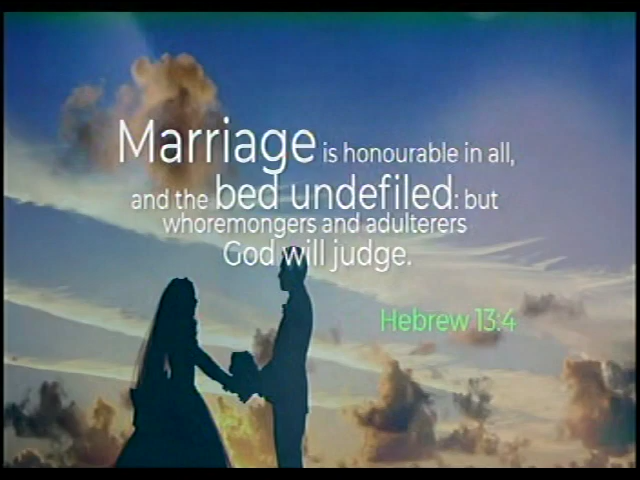 Marriage is honourable in all,
and the bed undefiled: but
whoremongers and adulterers
God will judge.
Hebrew 13:4